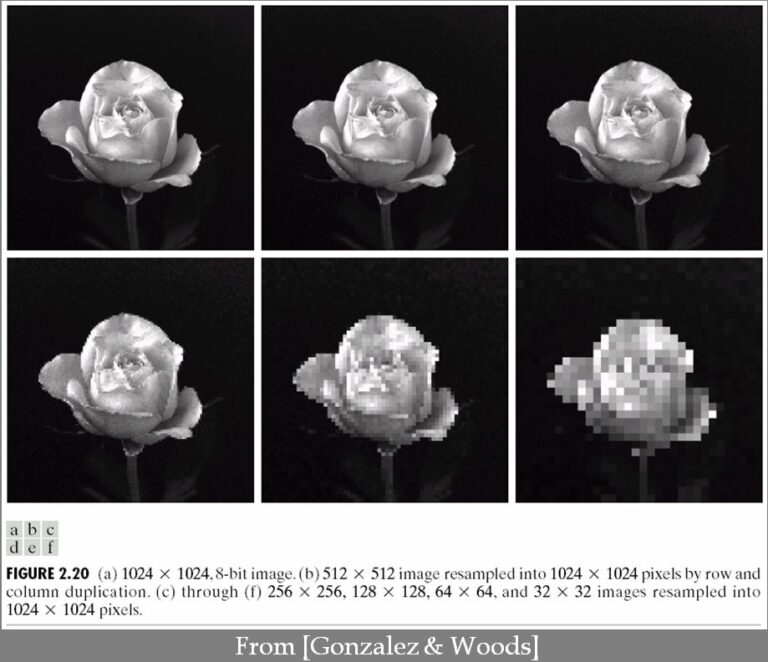 a b c
d e f
FIGURE 2.20 (a) 1024 × 1024, 8-bit image. (b) 512 × 512 image resampled into 1024 × 1024 pixels by row and
column duplication. (c) through (f) 256 × 256, 128 × 128, 64 × 64, and 32 × 32 images resampled into
1024 × 1024 pixels.
From [Gonzalez & Woods]